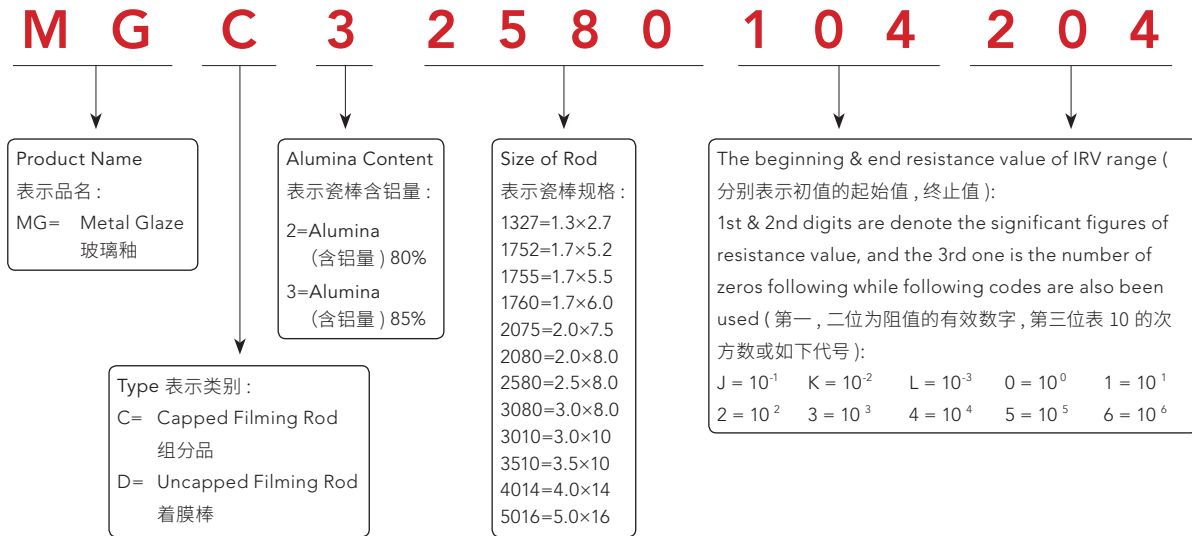 M G C 3 2 5 8 0 1 0 4 2 0 4
Product Name
表示品名 :
MG= Metal Glaze
玻璃釉
Type 表示类别 :
C= Capped Filming Rod
组分品
D= Uncapped Filming Rod
着膜棒
Alumina Content
表示瓷棒含铝量 :
2=Alumina
(含铝量 ) 80%
3=Alumina
(含铝量 ) 85%
Size of Rod
表示瓷棒规格 :
1327=1.3×2.7
1752=1.7×5.2
1755=1.7×5.5
1760=1.7×6.0
2075=2.0×7.5
2080=2.0×8.0
2580=2.5×8.0
3080=3.0×8.0
3010=3.0×10
3510=3.5×10
4014=4.0×14
5016=5.0×16
The beginning & end resistance value of IRV range (
分别表示初值的起始值 , 终止值 ):
1st & 2nd digits are denote the significant figures of
resistance value, and the 3rd one is the number of
zeros following while following codes are also been
used ( 第一 , 二位为阻值的有效数字 , 第三位表 10 的次
方数或如下代号 ):
J = 10⁻¹ K = 10⁻² L = 10⁻³ 0 = 10⁰ 1 = 10¹
2 = 10² 3 = 10³ 4 = 10⁴ 5 = 10⁵ 6 = 10⁶